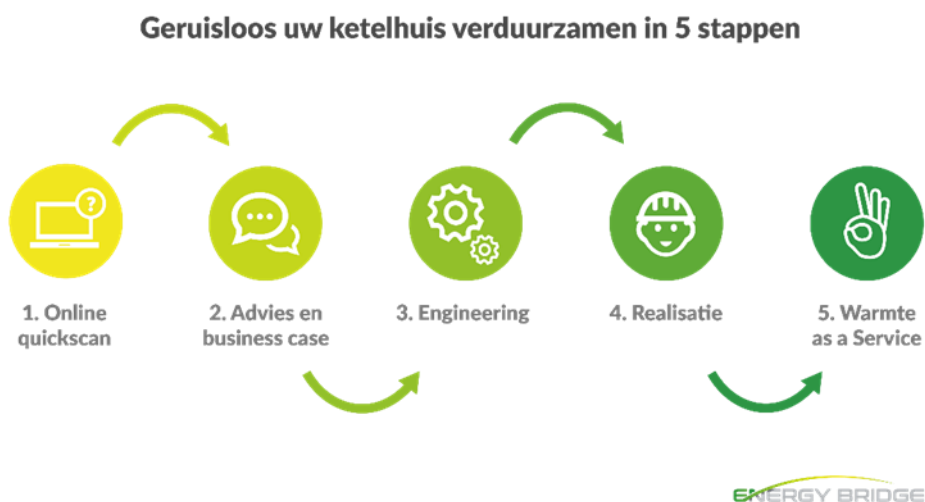 Geruisloos uw ketelhuis verduurzamen in 5 stappen
?
1. Online
quickscan
2. Advies en
business case
3. Engineering
4. Realisatie
5. Warmte
as a Service
ENERGY BRIDGE